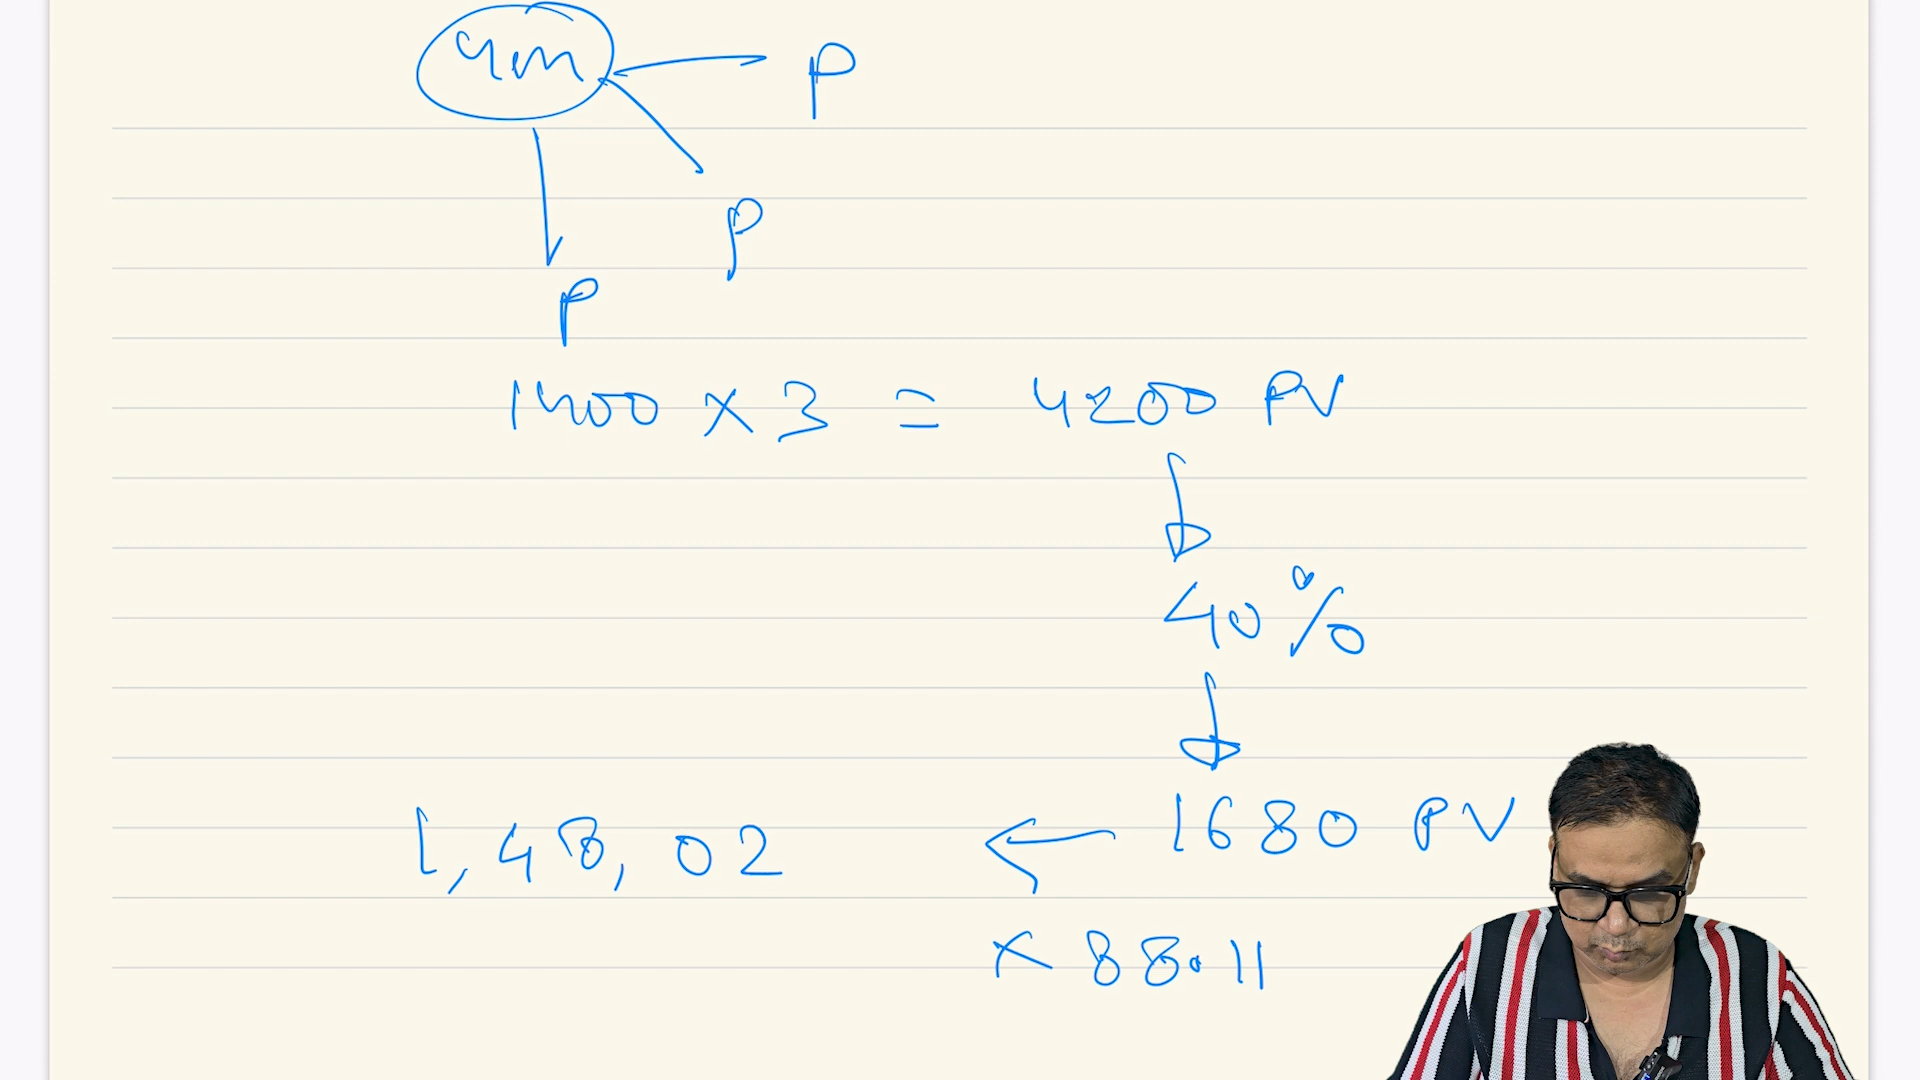 4m P
P
P
1400 × 3 = 4200 PV
40%
1680 PV
1,48,02
× 88.11